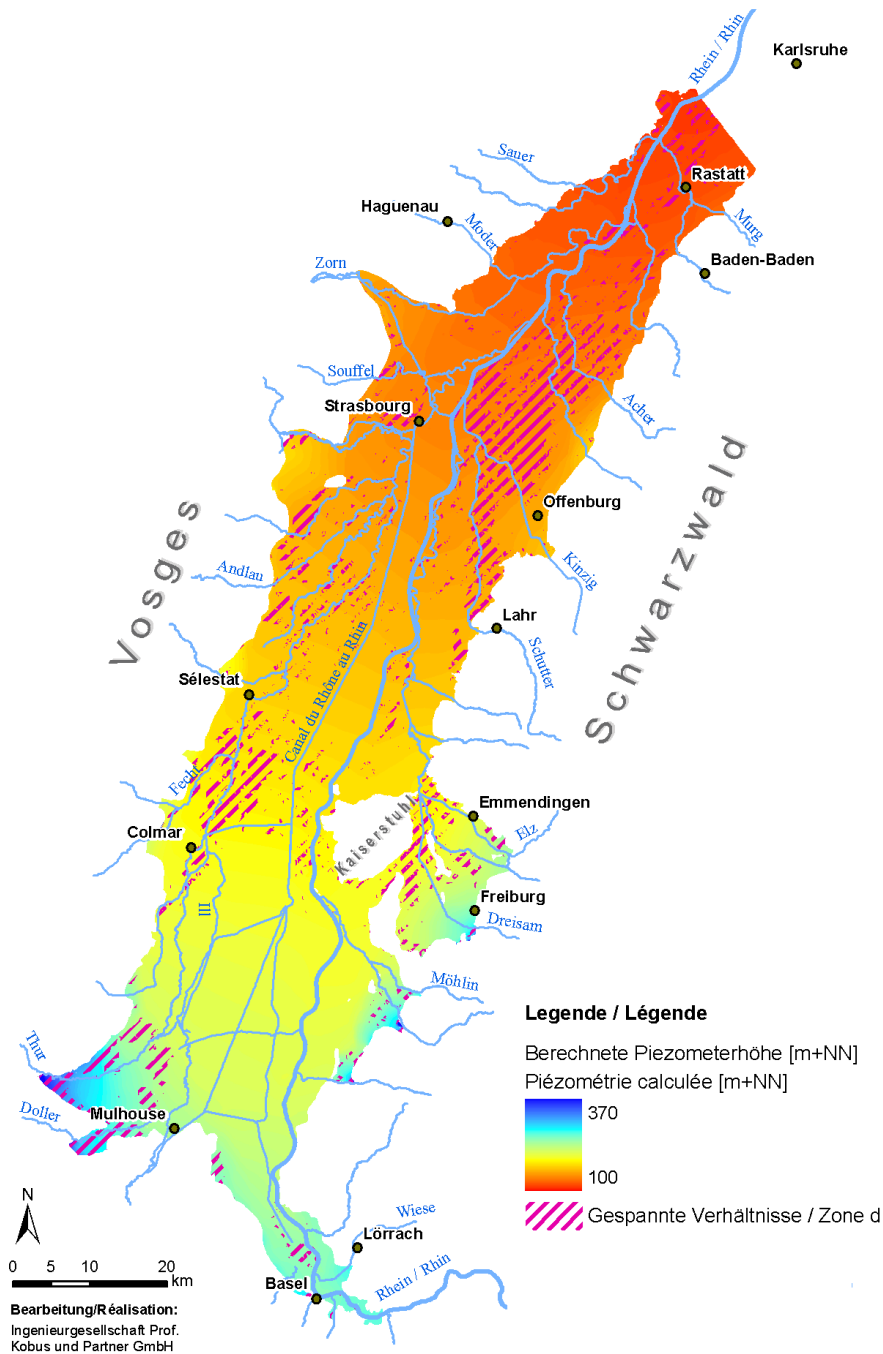 Karlsruhe
Rhein / Rhin
Sauer
Rastatt
Haguenau
Moder
Murg
Baden-Baden
Zorn
Souffel
Strasbourg
Acher
Offenburg
Vosges
Schwarzwald
Andlau
Kinzig
Lahr
Schutter
Sélestat
Canal du Rhône au Rhin
Fecht
Emmendingen
Elz
Colmar
Kaiserstuhl
Freiburg
Dreisam
Ill
Möhlin
Thur
Doller
Mulhouse
Wiese
Lörrach
Basel
Rhein / Rhin
Legende / Légende
Berechnete Piezometerhöhe [m+NN]
Piézométrie calculée [m+NN]
370
100
Gespannte Verhältnisse / Zone d
N
0 5 10 20
km
Bearbeitung/Réalisation:
Ingenieurgesellschaft Prof.
Kobus und Partner GmbH